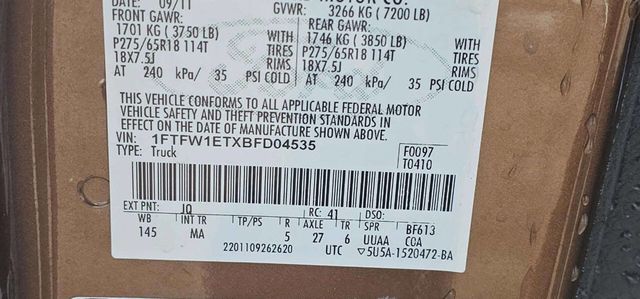 DATE: 09/11 MOTOR CO.
FRONT GAWR: GVWR: 3266 KG ( 7200 LB)
1701 KG ( 3750 LB) WITH REAR GAWR: WITH
P275/65R18 114T TIRES 1746 KG ( 3850 LB) TIRES
18X7.5J RIMS P275/65R18 114T RIMS
AT 240 kPa/ 35 PSI COLD 18X7.5J
AT 240 kPa/ 35 PSI COLD
THIS VEHICLE CONFORMS TO ALL APPLICABLE FEDERAL MOTOR
VEHICLE SAFETY AND THEFT PREVENTION STANDARDS IN
EFFECT ON THE DATE OF MANUFACTURE SHOWN ABOVE.
VIN: 1FTFW1ETXBFD04535
TYPE: Truck F0097
T0410
EXT PNT: JQ RC: 41 DSO:
WB INT TR TP/PS R AXLE TR SPR BF613
145 MA 5 27 6 UUAA COA
2201109262620 UTC ▽5U5A-1520472-BA